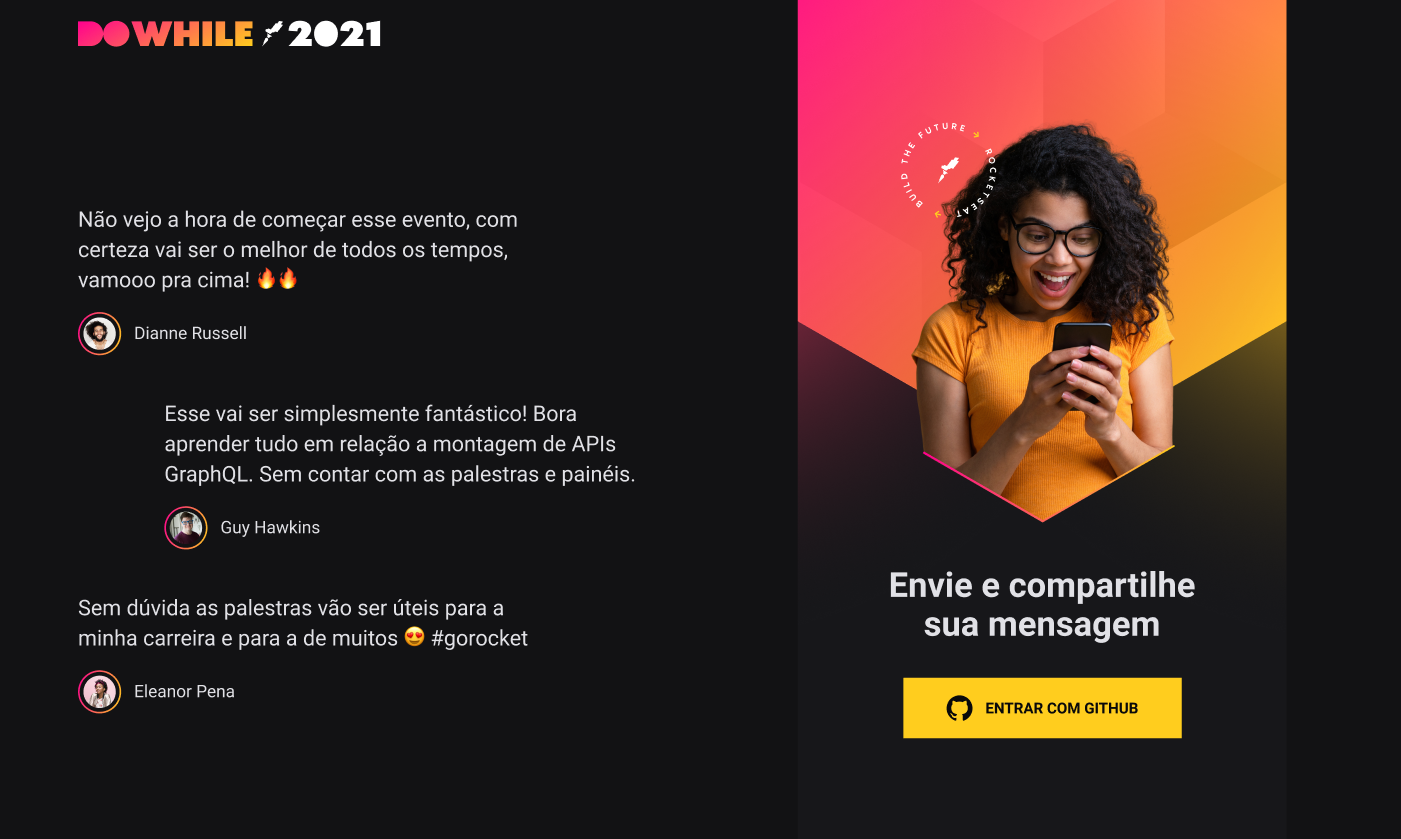 DOWHILE 2021
Não vejo a hora de começar esse evento, com
certeza vai ser o melhor de todos os tempos,
vamooo pra cima! 🔥🔥
Dianne Russell
Esse vai ser simplesmente fantástico! Bora
aprender tudo em relação a montagem de APIs
GraphQL. Sem contar com as palestras e painéis.
Guy Hawkins
Sem dúvida as palestras vão ser úteis para a
minha carreira e para a de muitos 😍 #gorocket
Eleanor Pena
BUILD THE FUTURE → ROCKETSEAT →
Envie e compartilhe
sua mensagem
ENTRAR COM GITHUB